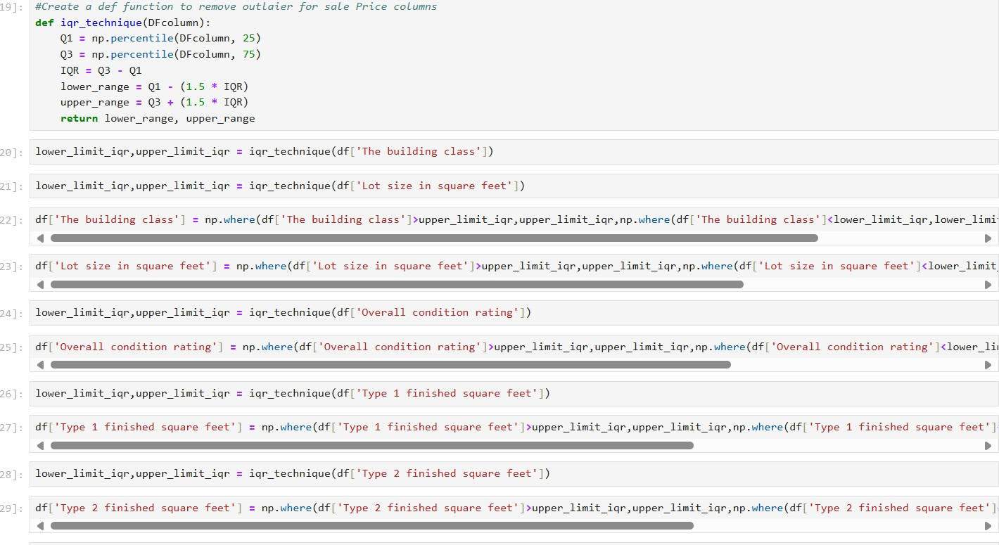 19]:
#Create a def function to remove outlaier for sale Price columns
def iqr_technique(DFcolumn):
    Q1 = np.percentile(DFcolumn, 25)
    Q3 = np.percentile(DFcolumn, 75)
    IQR = Q3 - Q1
    lower_range = Q1 - (1.5 * IQR)
    upper_range = Q3 + (1.5 * IQR)
    return lower_range, upper_range
20]:
lower_limit_iqr,upper_limit_iqr = iqr_technique(df['The building class'])
21]:
lower_limit_iqr,upper_limit_iqr = iqr_technique(df['Lot size in square feet'])
22]:
df['The building class'] = np.where(df['The building class']>upper_limit_iqr,upper_limit_iqr,np.where(df['The building class']<lower_limit_iqr,lower_limi
23]:
df['Lot size in square feet'] = np.where(df['Lot size in square feet']>upper_limit_iqr,upper_limit_iqr,np.where(df['Lot size in square feet']<lower_limit_
24]:
lower_limit_iqr,upper_limit_iqr = iqr_technique(df['Overall condition rating'])
25]:
df['Overall condition rating'] = np.where(df['Overall condition rating']>upper_limit_iqr,upper_limit_iqr,np.where(df['Overall condition rating']<lower_li
26]:
lower_limit_iqr,upper_limit_iqr = iqr_technique(df['Type 1 finished square feet'])
27]:
df['Type 1 finished square feet'] = np.where(df['Type 1 finished square feet']>upper_limit_iqr,upper_limit_iqr,np.where(df['Type 1 finished square feet']
28]:
lower_limit_iqr,upper_limit_iqr = iqr_technique(df['Type 2 finished square feet'])
29]:
df['Type 2 finished square feet'] = np.where(df['Type 2 finished square feet']>upper_limit_iqr,upper_limit_iqr,np.where(df['Type 2 finished square feet']